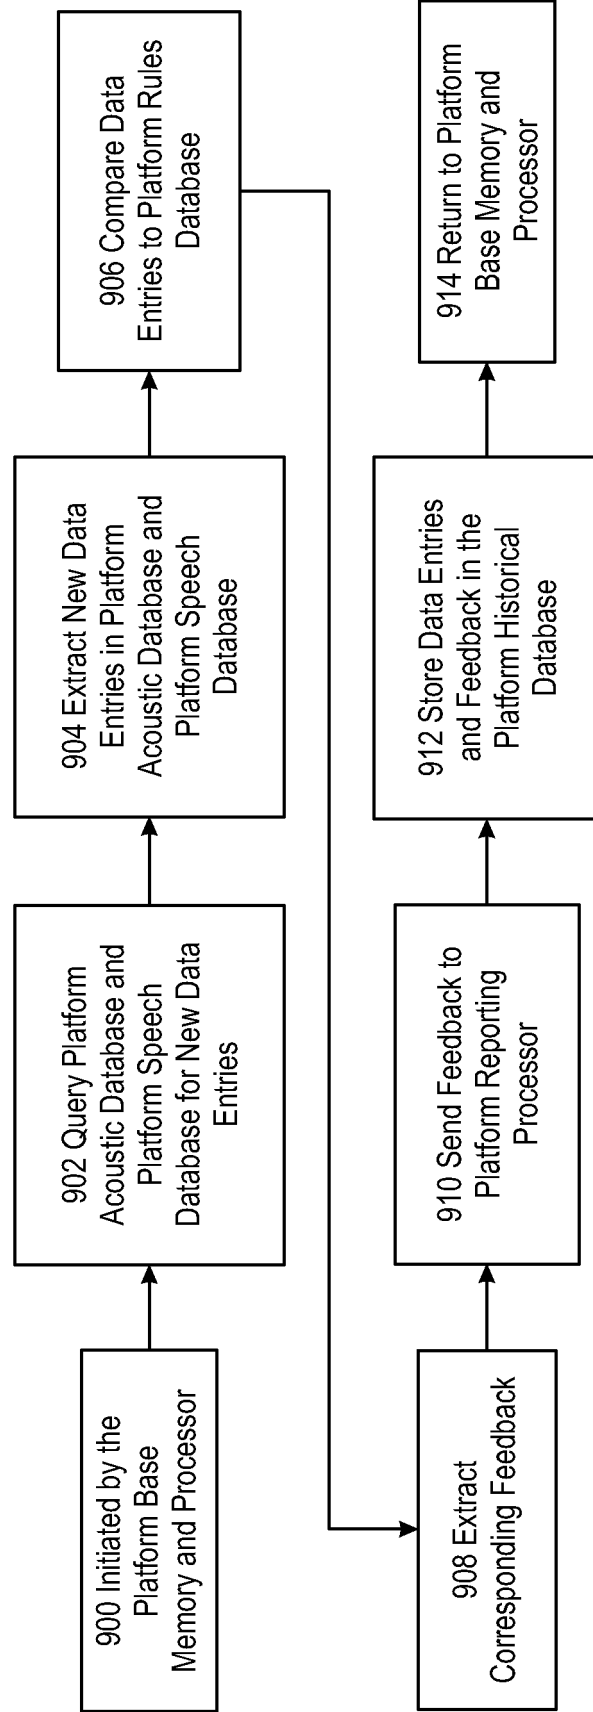 900 Initiated by the
Platform Base
Memory and Processor
902 Query Platform
Acoustic Database and
Platform Speech
Database for New Data
Entries
904 Extract New Data
Entries in Platform
Acoustic Database and
Platform Speech
Database
906 Compare Data
Entries to Platform Rules
Database
908 Extract
Corresponding Feedback
910 Send Feedback to
Platform Reporting
Processor
912 Store Data Entries
and Feedback in the
Platform Historical
Database
914 Return to Platform
Base Memory and
Processor